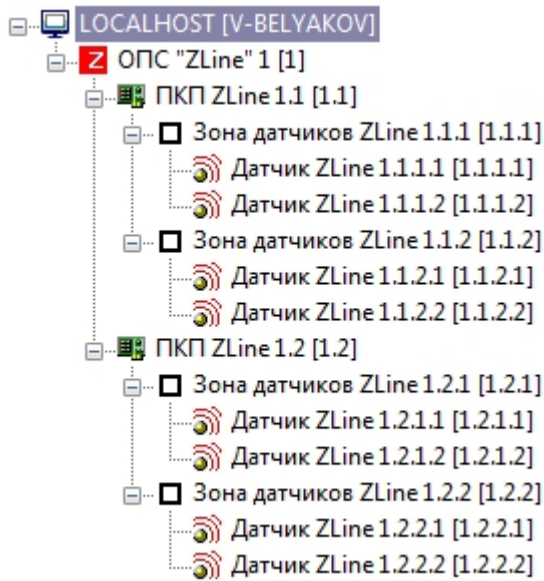 LOCALHOST [V-BELYAKOV]
Z ОПС "ZLine" 1 [1]
ПКП ZLine 1.1 [1.1]
Зона датчиков ZLine 1.1.1 [1.1.1]
Датчик ZLine 1.1.1.1 [1.1.1.1]
Датчик ZLine 1.1.1.2 [1.1.1.2]
Зона датчиков ZLine 1.1.2 [1.1.2]
Датчик ZLine 1.1.2.1 [1.1.2.1]
Датчик ZLine 1.1.2.2 [1.1.2.2]
ПКП ZLine 1.2 [1.2]
Зона датчиков ZLine 1.2.1 [1.2.1]
Датчик ZLine 1.2.1.1 [1.2.1.1]
Датчик ZLine 1.2.1.2 [1.2.1.2]
Зона датчиков ZLine 1.2.2 [1.2.2]
Датчик ZLine 1.2.2.1 [1.2.2.1]
Датчик ZLine 1.2.2.2 [1.2.2.2]